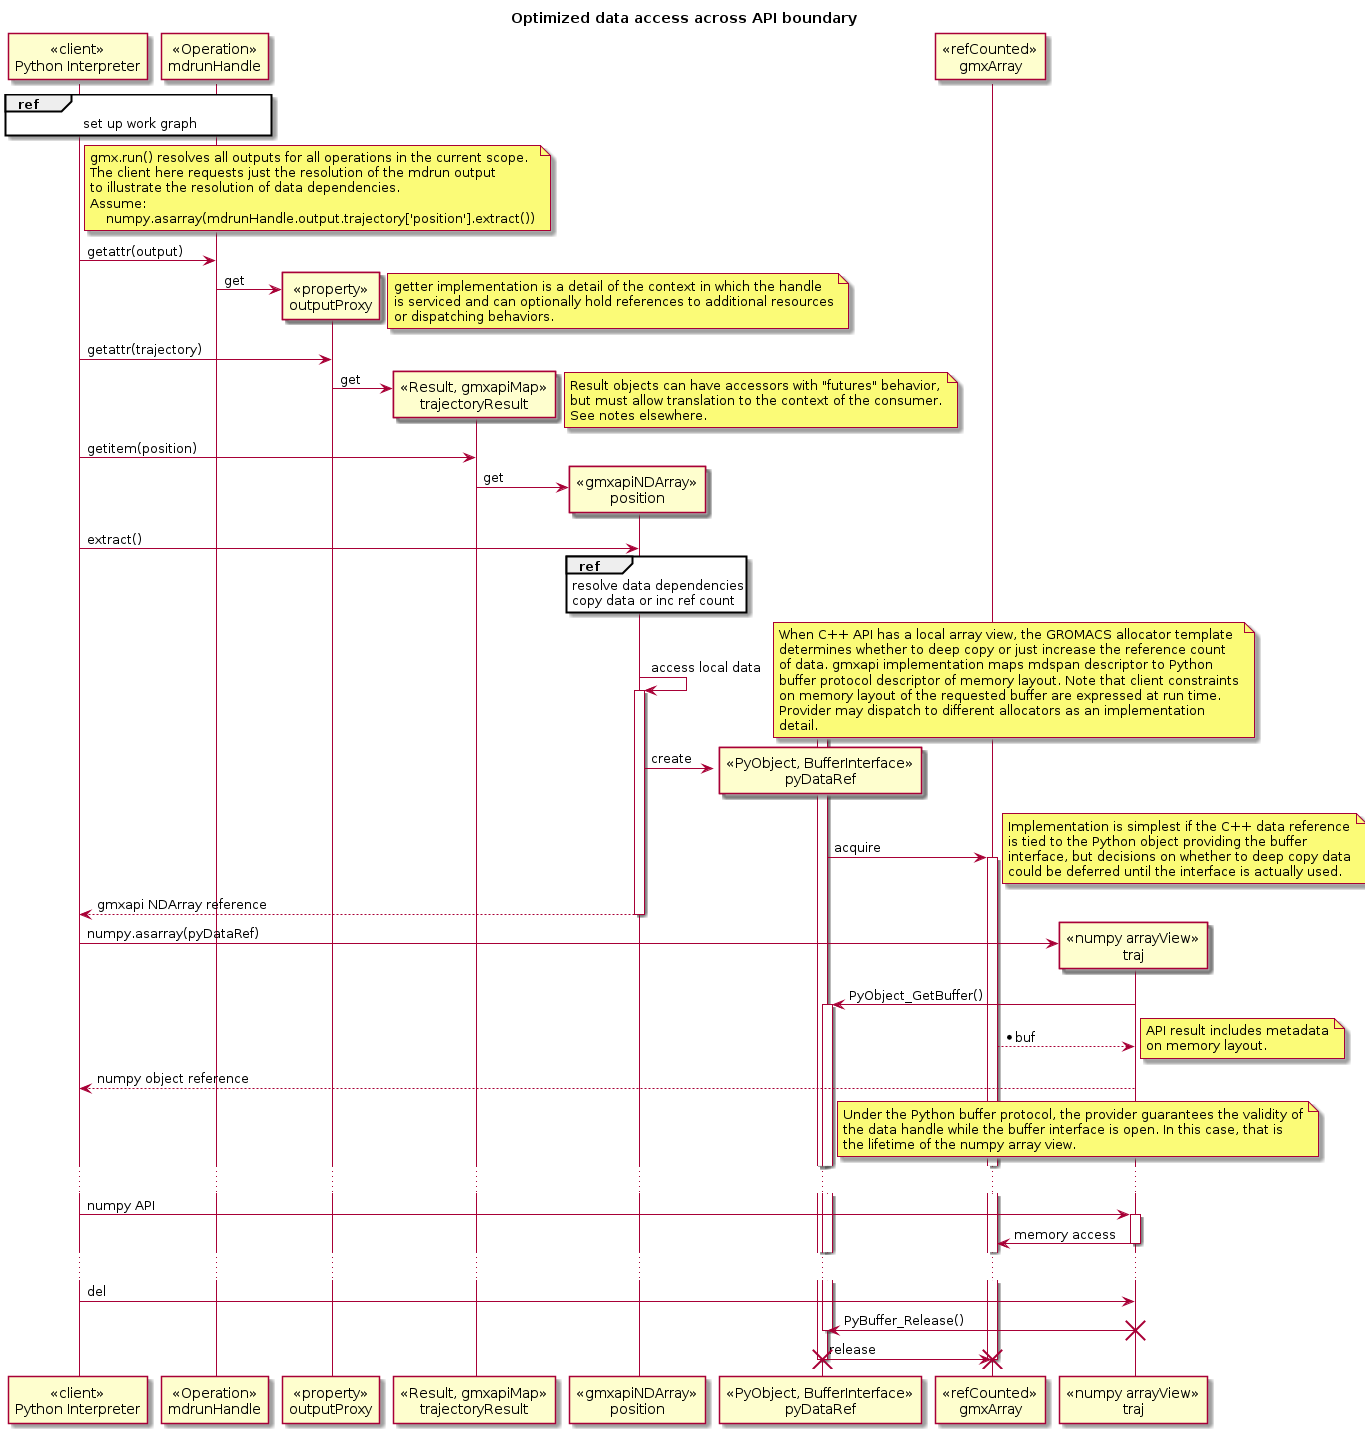 Optimized data access across API boundary
«client»
Python Interpreter
«Operation»
mdrunHandle
«refCounted»
gmxArray
ref
set up work graph
gmx.run() resolves all outputs for all operations in the current scope.
The client here requests just the resolution of the mdrun output
to illustrate the resolution of data dependencies.
Assume:
numpy.asarray(mdrunHandle.output.trajectory['position'].extract())
getattr(output)
get
«property»
outputProxy
getter implementation is a detail of the context in which the handle
is serviced and can optionally hold references to additional resources
or dispatching behaviors.
getattr(trajectory)
get
«Result, gmxapiMap»
trajectoryResult
Result objects can have accessors with "futures" behavior,
but must allow translation to the context of the consumer.
See notes elsewhere.
getitem(position)
get
«gmxapiNDArray»
position
extract()
ref
resolve data dependencies
copy data or inc ref count
When C++ API has a local array view, the GROMACS allocator template
determines whether to deep copy or just increase the reference count
of data. gmxapi implementation maps mdspan descriptor to Python
buffer protocol descriptor of memory layout. Note that client constraints
on memory layout of the requested buffer are expressed at run time.
Provider may dispatch to different allocators as an implementation
detail.
access local data
create
«PyObject, BufferInterface»
pyDataRef
Implementation is simplest if the C++ data reference
is tied to the Python object providing the buffer
interface, but decisions on whether to deep copy data
could be deferred until the interface is actually used.
acquire
gmxapi NDArray reference
numpy.asarray(pyDataRef)
«numpy arrayView»
traj
PyObject_GetBuffer()
•buf
API result includes metadata
on memory layout.
numpy object reference
Under the Python buffer protocol, the provider guarantees the validity of
the data handle while the buffer interface is open. In this case, that is
the lifetime of the numpy array view.
numpy API
memory access
del
PyBuffer_Release()
release
«client»
Python Interpreter
«Operation»
mdrunHandle
«property»
outputProxy
«Result, gmxapiMap»
trajectoryResult
«gmxapiNDArray»
position
«PyObject, BufferInterface»
pyDataRef
«refCounted»
gmxArray
«numpy arrayView»
traj